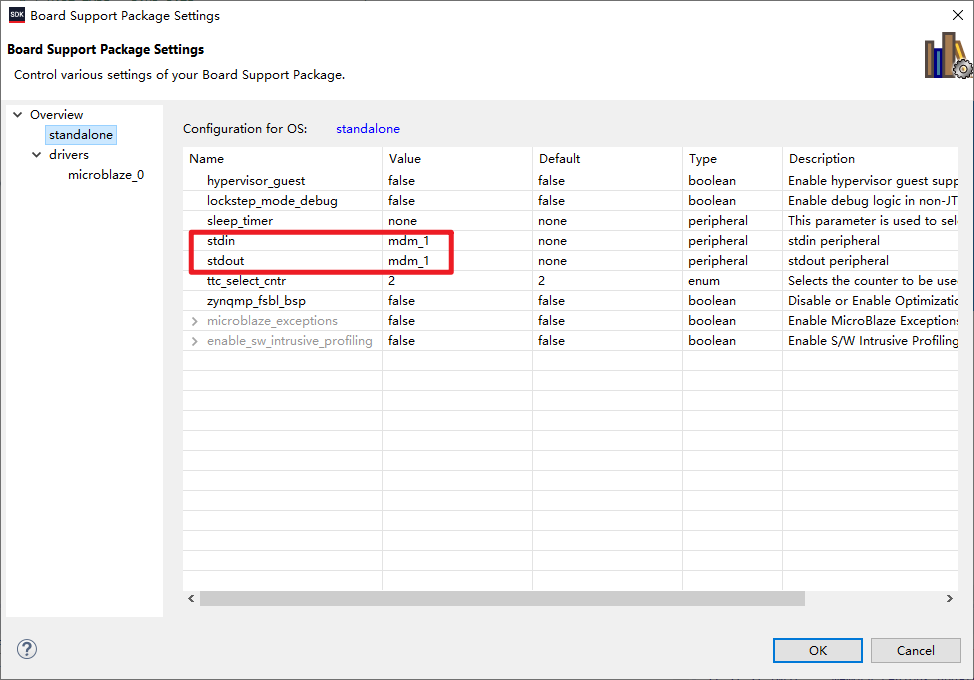 SDK Board Support Package Settings
Board Support Package Settings
Control various settings of your Board Support Package.
Overview
standalone
drivers
microblaze_0
Configuration for OS: standalone
Name Value Default Type Description
hypervisor_guest false false boolean Enable hypervisor guest supp
lockstep_mode_debug false false boolean Enable debug logic in non-JT
sleep_timer none none peripheral This parameter is used to sel
stdin mdm_1 none peripheral stdin peripheral
stdout mdm_1 none peripheral stdout peripheral
ttc_select_cntr 2 2 enum Selects the counter to be use
zynqmp_fsbl_bsp false false boolean Disable or Enable Optimizatio
microblaze_exceptions false false boolean Enable MicroBlaze Exceptions
enable_sw_intrusive_profiling false false boolean Enable S/W Intrusive Profiling
OK Cancel